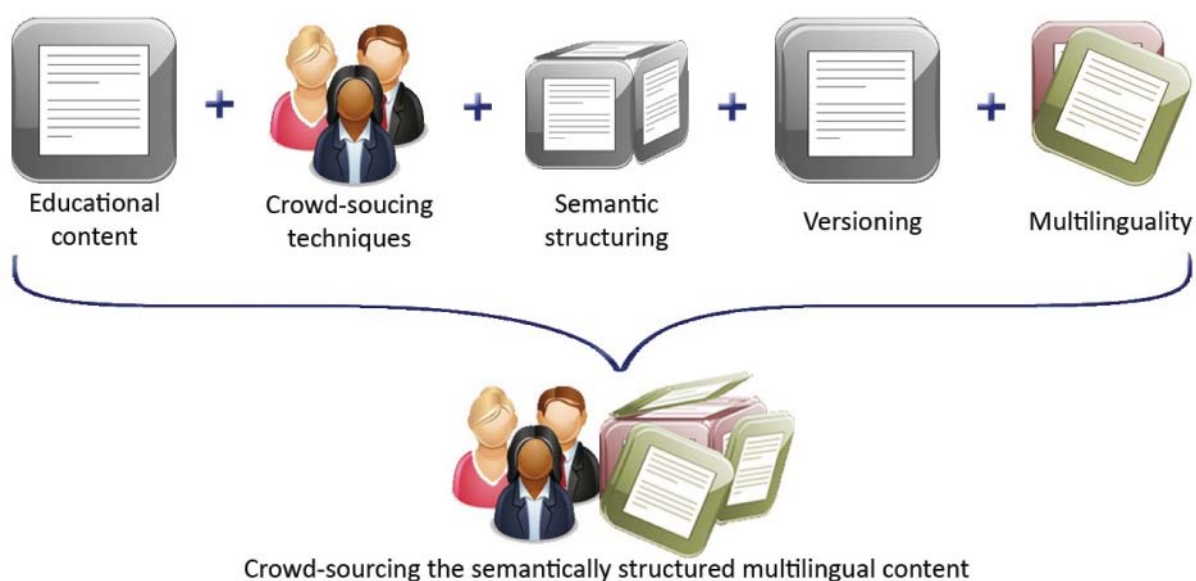 Educational
content
Crowd-soucing
techniques
Semantic
structuring
Versioning
Multilinguality
Crowd-sourcing the semantically structured multilingual content